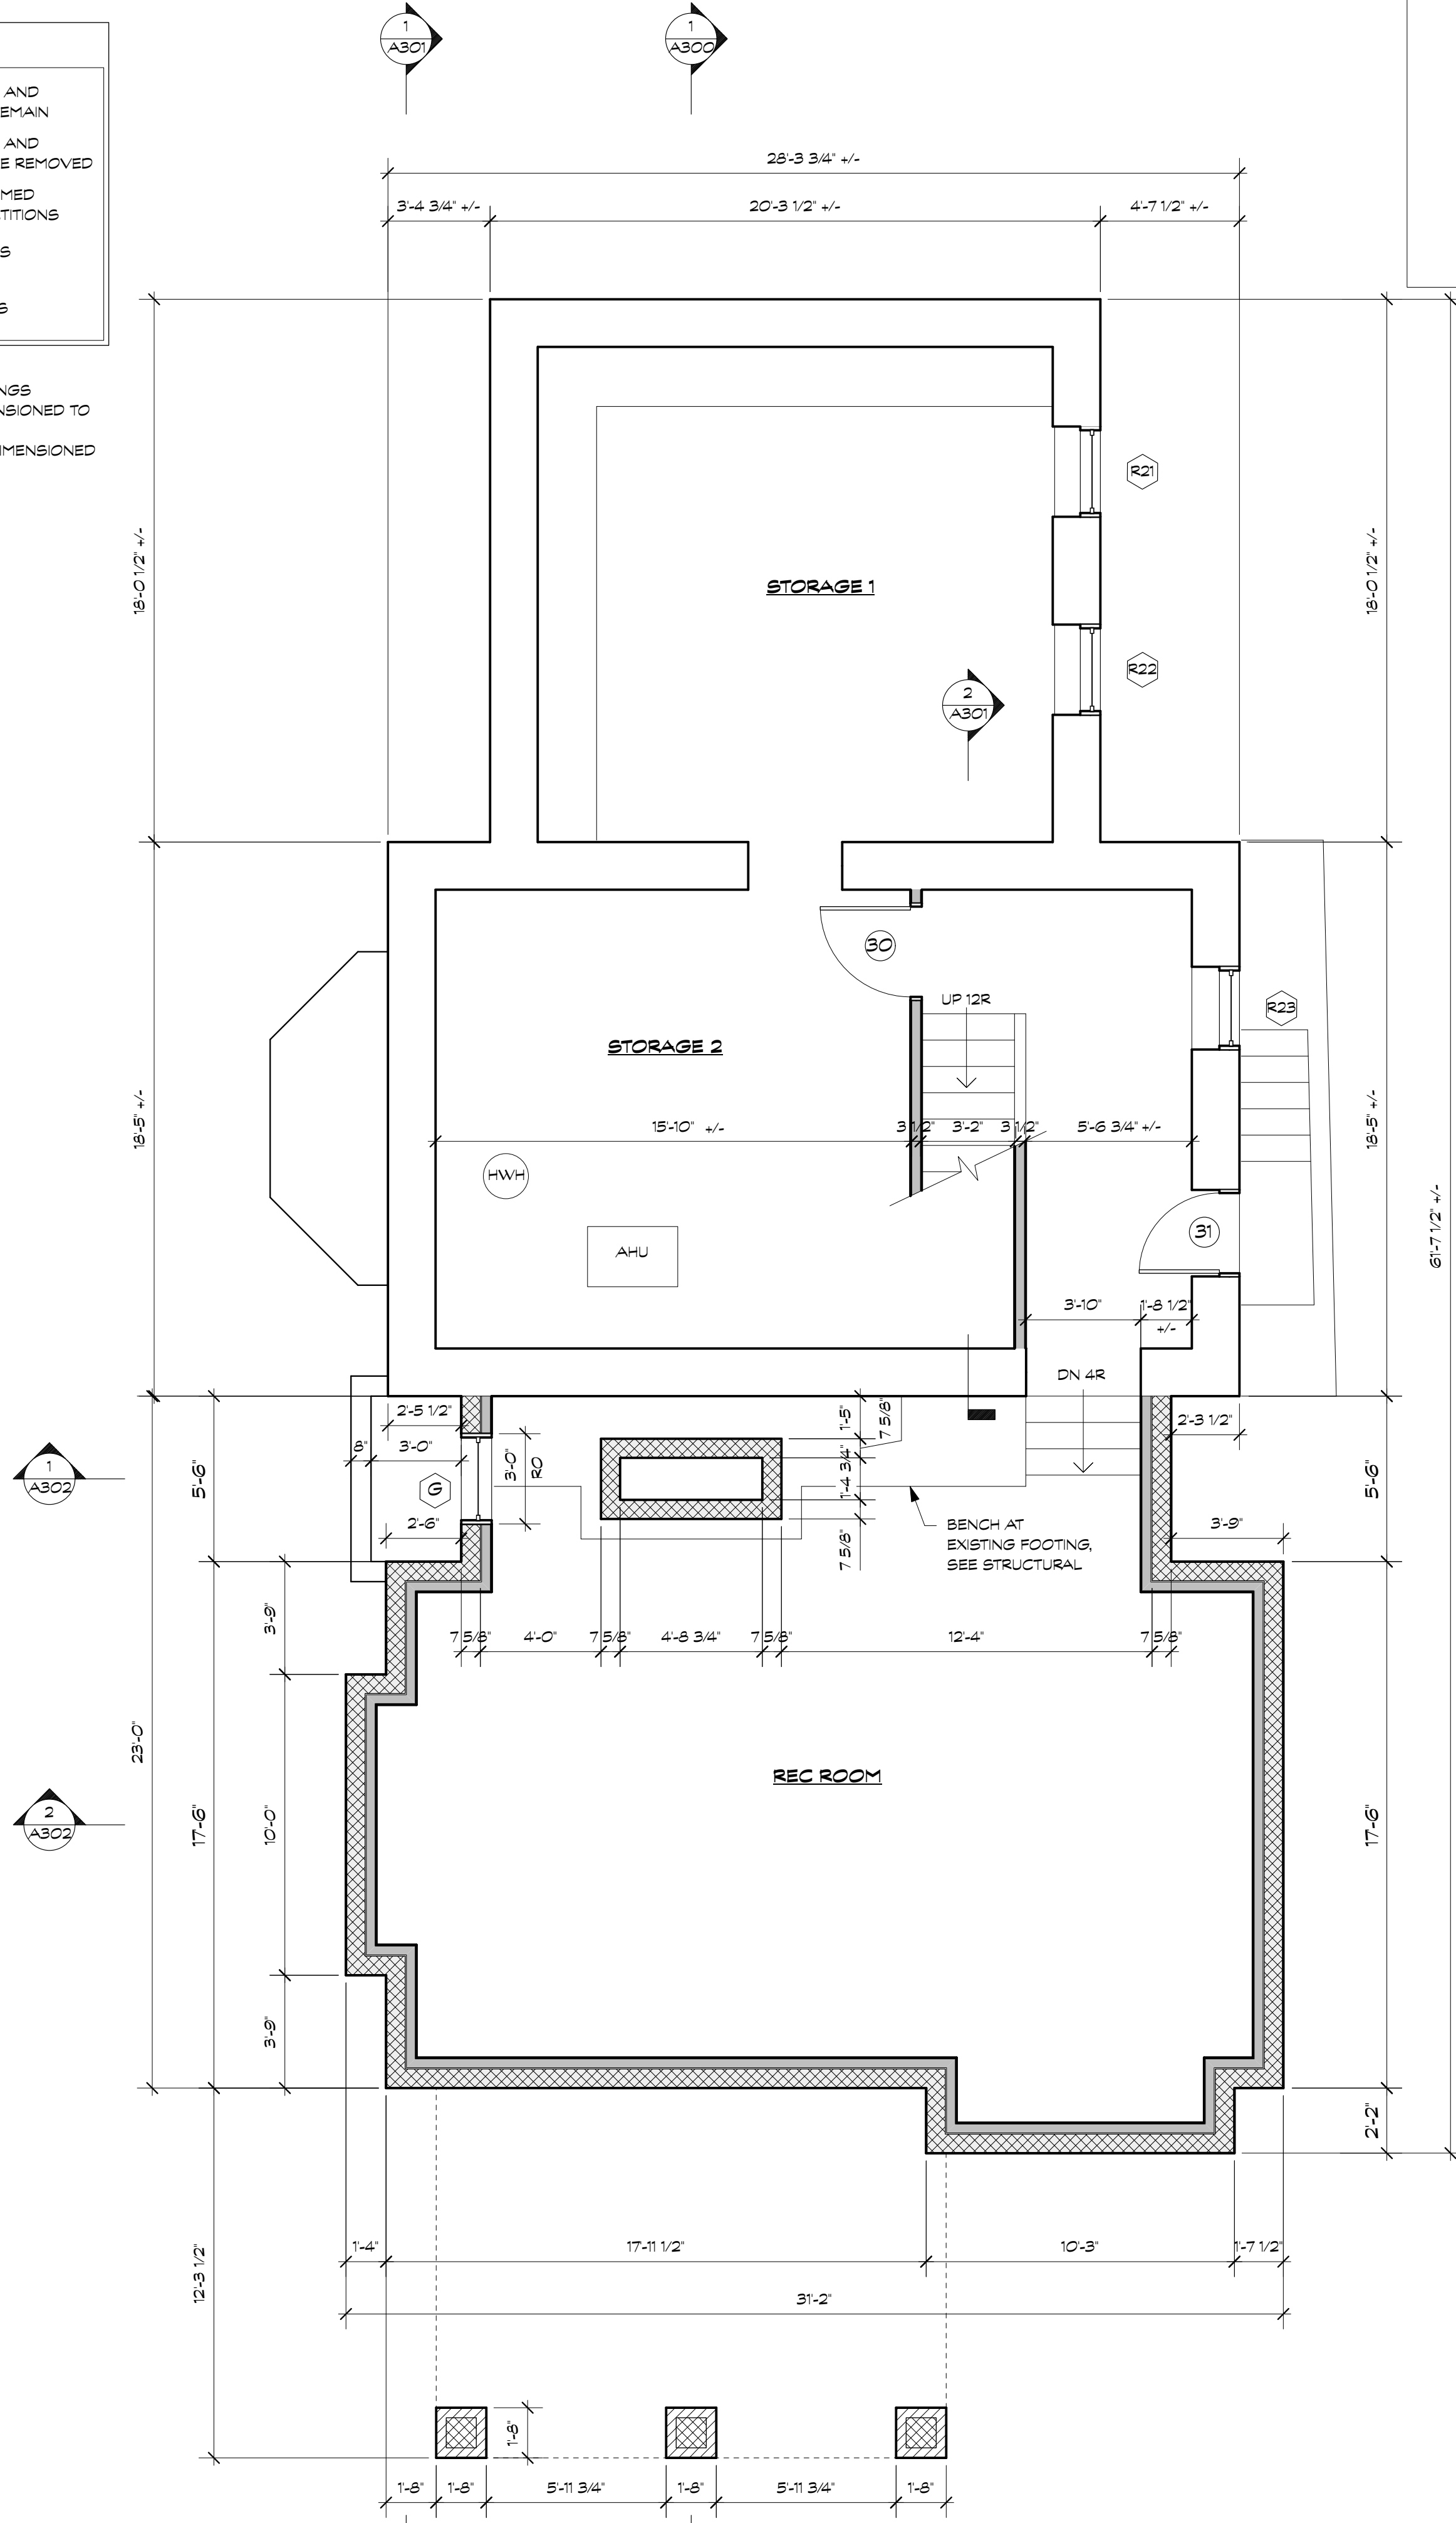 1
A301
1
A300
AND
EMAIN
AND
E REMOVED
MED
TITIONS
S
S
NGS
NSIONED TO
IMENSIONED
28'-3 3/4" +/-
3'-4 3/4" +/-
20'-3 1/2" +/-
4'-7 1/2" +/-
18'-0 1/2" +/-
18'-0 1/2" +/-
R21
STORAGE 1
R22
2
A301
30
UP 12R
R23
STORAGE 2
18'-5" +/-
18'-5" +/-
15'-10" +/-
3 1/2"
3'-2"
3 1/2"
5'-6 3/4" +/-
HWH
AHU
31
61'-7 1/2" +/-
3'-10"
1'-8 1/2"
+/-
DN 4R
2'-5 1/2"
1'-5"
7 5/8"
2'-3 1/2"
8"
3'-0"
3'-0"
RO
1'-4 3/4"
1
A302
5'-6"
5'-6"
G
2'-6"
7 5/8"
BENCH AT
EXISTING FOOTING,
SEE STRUCTURAL
3'-9"
3'-9"
7 5/8"
4'-0"
7 5/8"
4'-8 3/4"
7 5/8"
12'-4"
7 5/8"
23'-0"
REC ROOM
2
A302
17'-6"
10'-0"
17'-6"
3'-9"
2'-2"
1'-4"
17'-11 1/2"
10'-3"
1'-7 1/2"
12'-3 1/2"
31'-2"
1'-8"
1'-8"
1'-8"
5'-11 3/4"
1'-8"
5'-11 3/4"
1'-8"